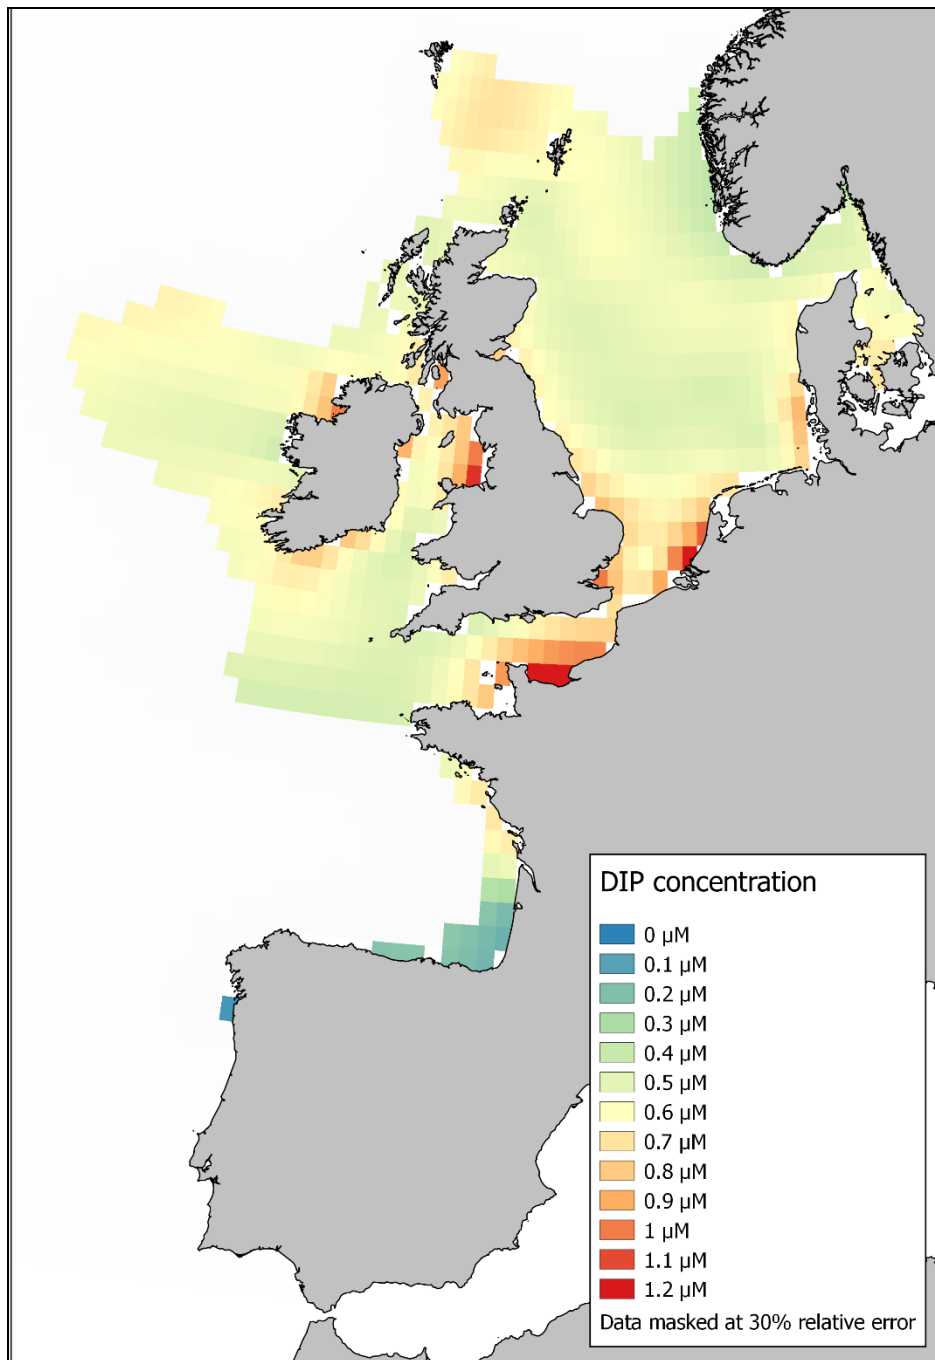 DIP concentration
0 µM
0.1 µM
0.2 µM
0.3 µM
0.4 µM
0.5 µM
0.6 µM
0.7 µM
0.8 µM
0.9 µM
1 µM
1.1 µM
1.2 µM
Data masked at 30% relative error